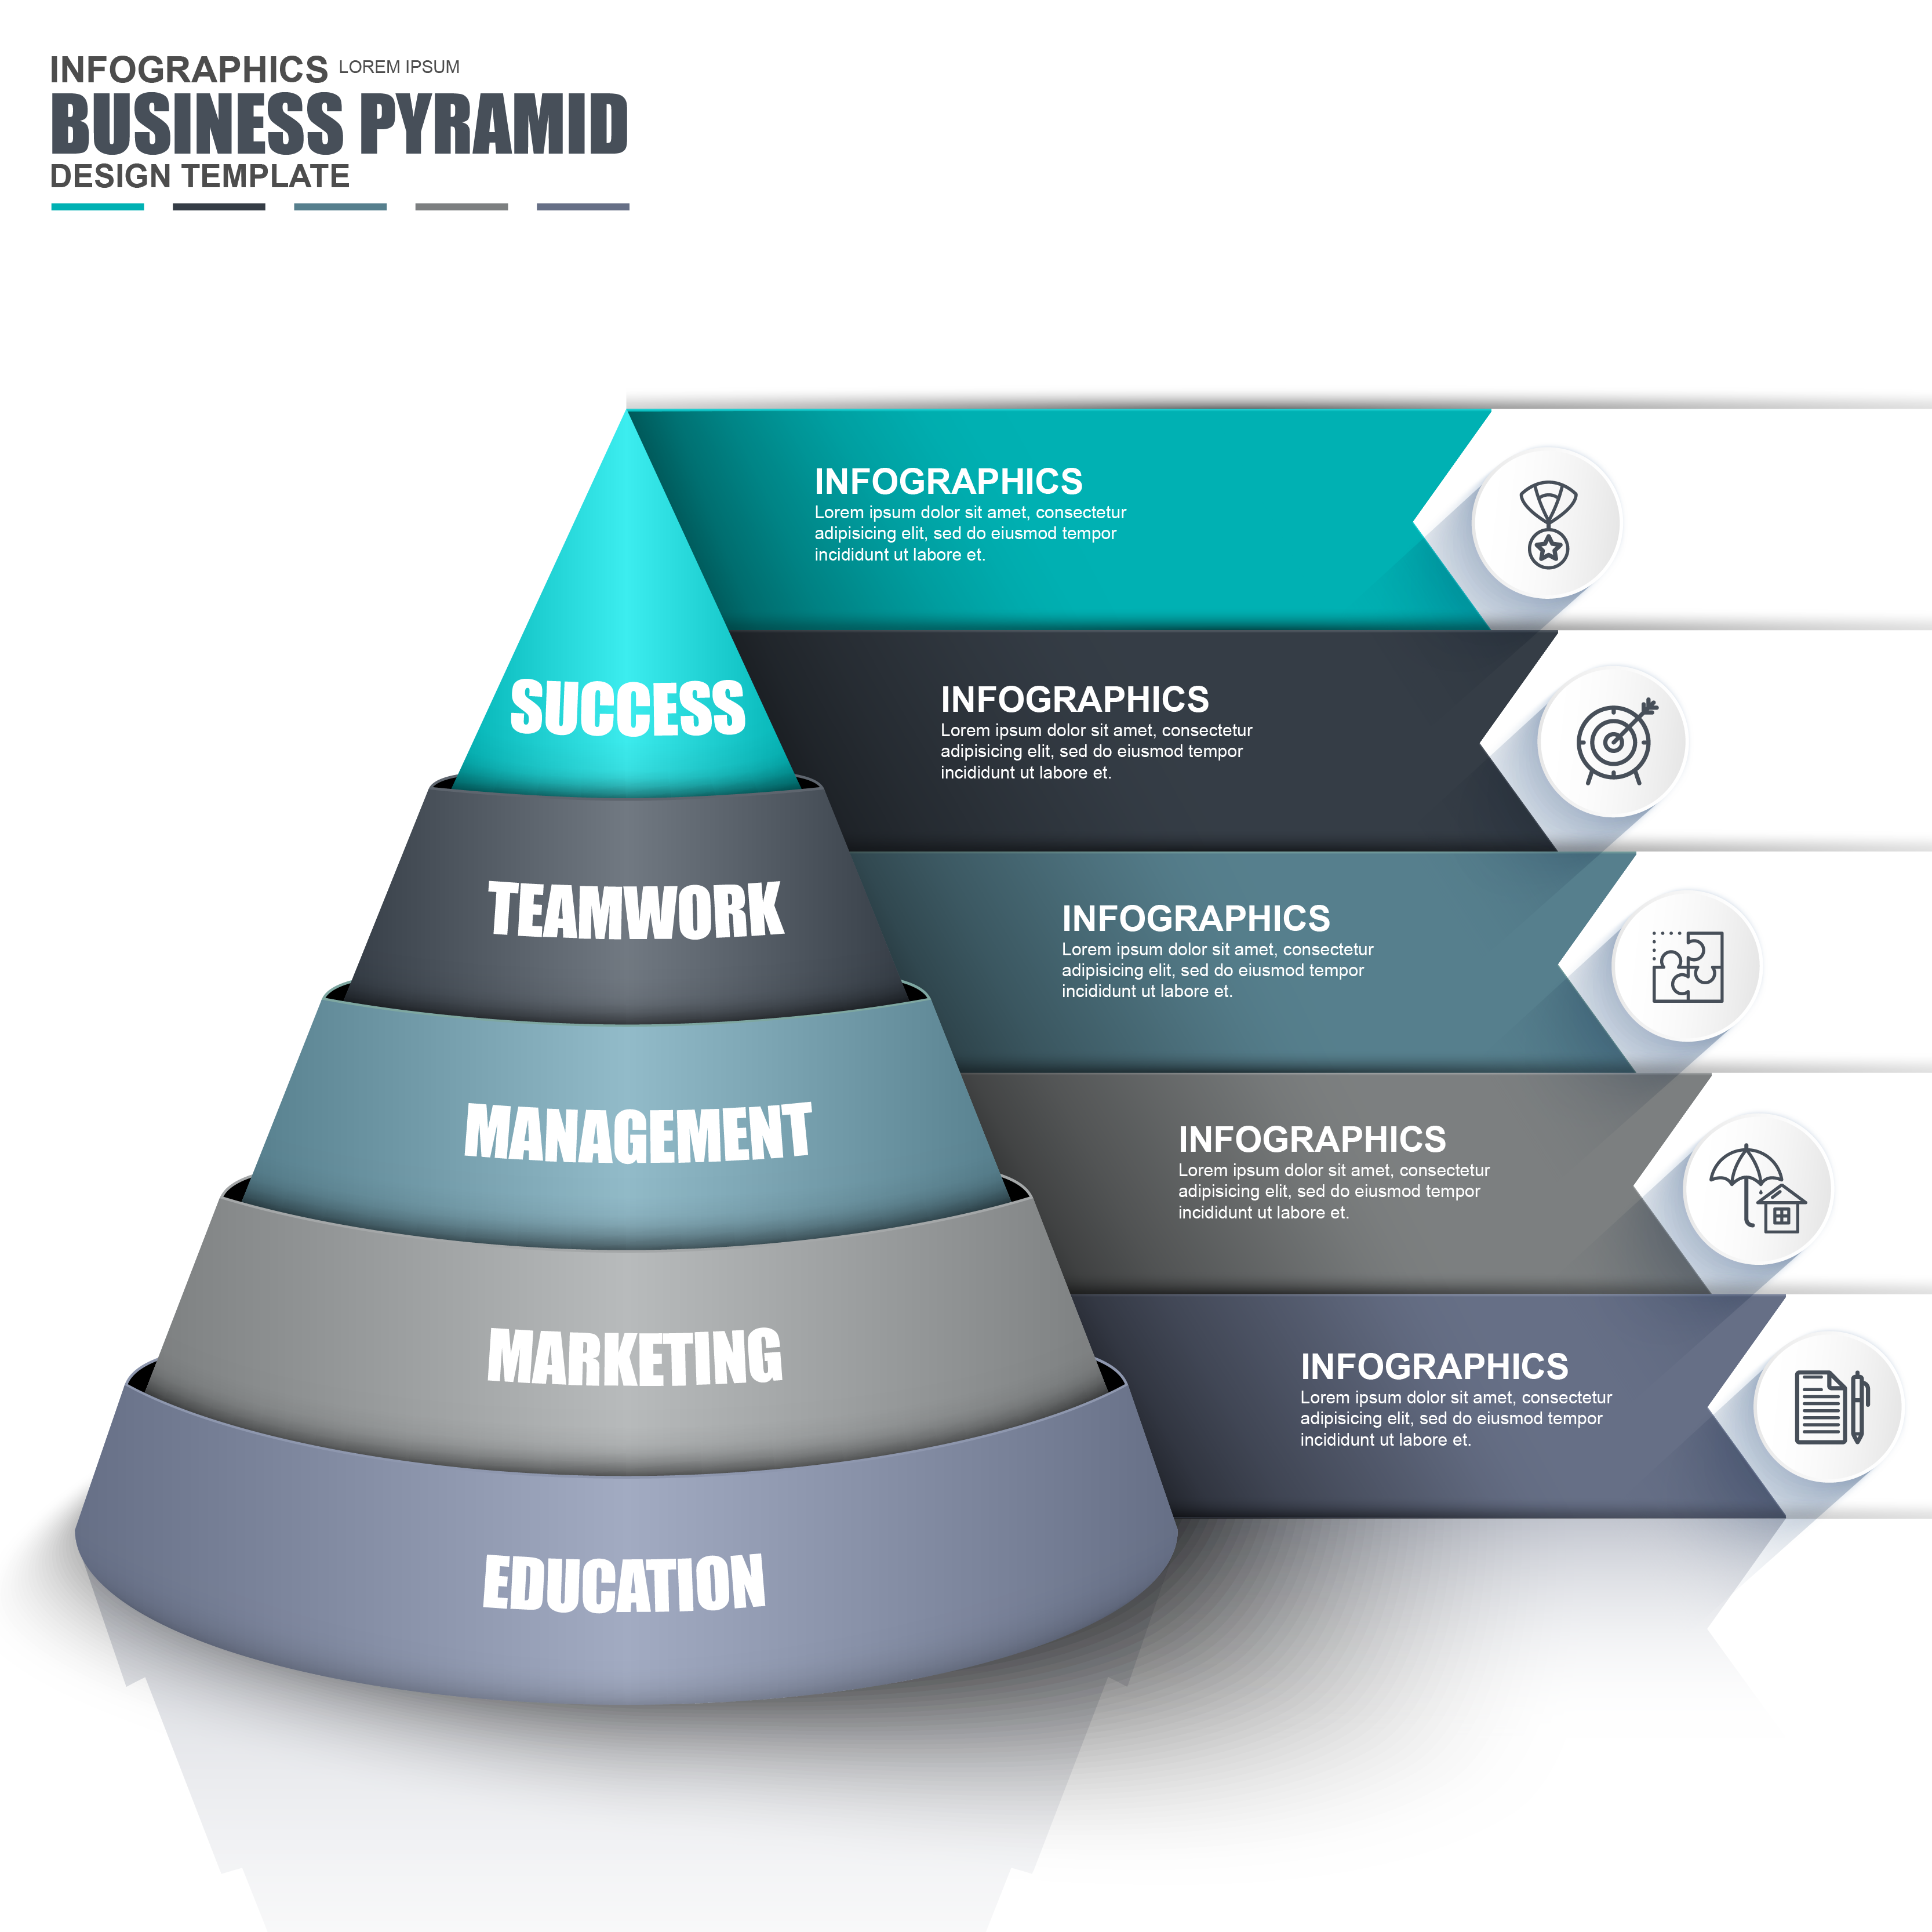 INFOGRAPHICS LOREM IPSUM
BUSINESS PYRAMID
DESIGN TEMPLATE
INFOGRAPHICS
Lorem ipsum dolor sit amet, consectetur
adipisicing elit, sed do eiusmod tempor
incididunt ut labore et.
SUCCESS
INFOGRAPHICS
Lorem ipsum dolor sit amet, consectetur
adipisicing elit, sed do eiusmod tempor
incididunt ut labore et.
TEAMWORK
INFOGRAPHICS
Lorem ipsum dolor sit amet, consectetur
adipisicing elit, sed do eiusmod tempor
incididunt ut labore et.
MANAGEMENT
INFOGRAPHICS
Lorem ipsum dolor sit amet, consectetur
adipisicing elit, sed do eiusmod tempor
incididunt ut labore et.
MARKETING
INFOGRAPHICS
Lorem ipsum dolor sit amet, consectetur
adipisicing elit, sed do eiusmod tempor
incididunt ut labore et.
EDUCATION